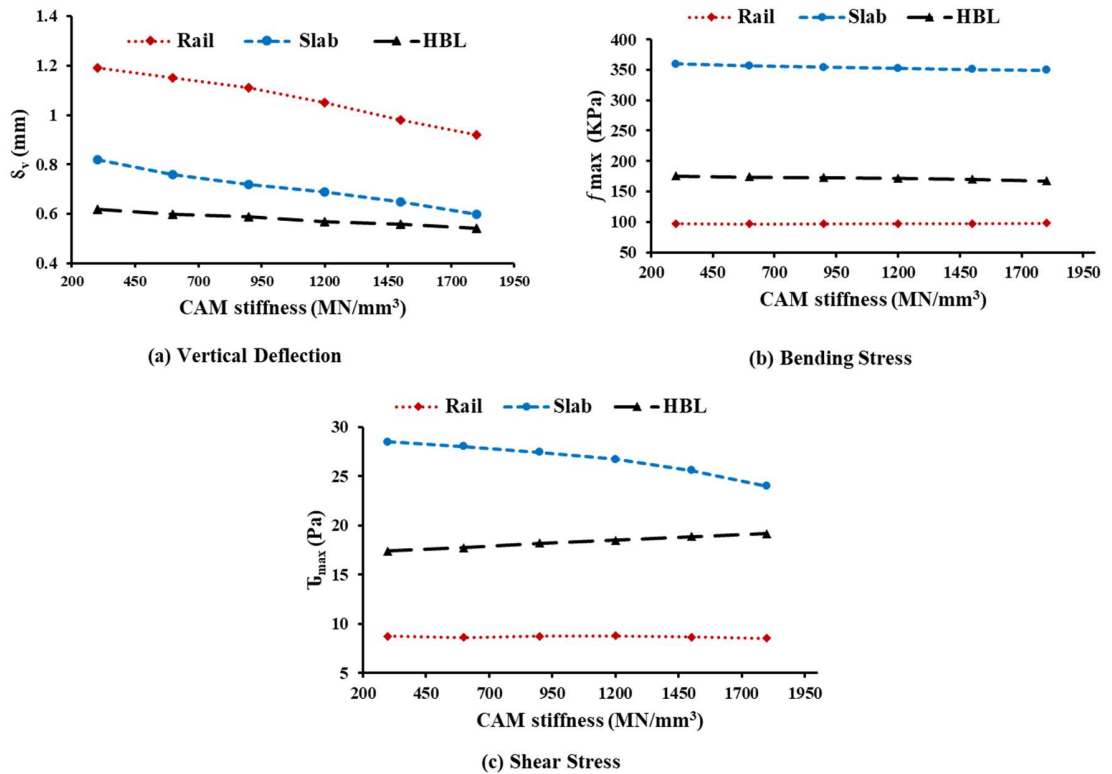 Rail Slab HBL
1.4
1.2
1
0.8
0.6
0.4
δv (mm)
200 450 700 950 1200 1450 1700 1950
CAM stiffness (MN/mm³)
(a) Vertical Deflection
Rail Slab HBL
400
350
300
250
200
150
100
50
f max (KPa)
200 450 700 950 1200 1450 1700 1950
CAM stiffness (MN/mm³)
(b) Bending Stress
Rail Slab HBL
30
25
20
15
10
5
max (Pa)
200 450 700 950 1200 1450 1700 1950
CAM stiffness (MN/mm³)
(c) Shear Stress